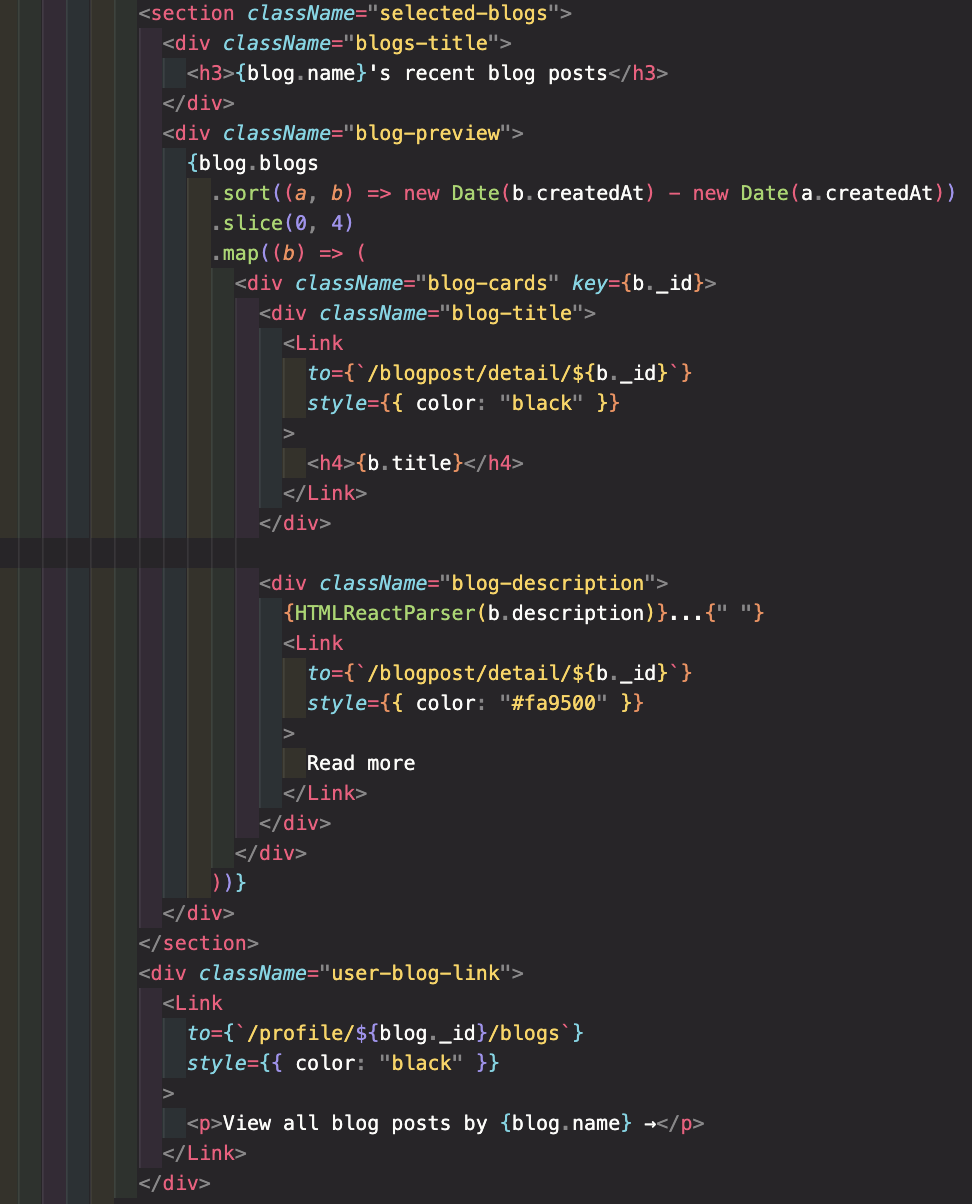 <section className="selected-blogs">
<div className="blogs-title">
<h3>{blog.name}'s recent blog posts</h3>
</div>
<div className="blog-preview">
{blog.blogs
.sort((a, b) => new Date(b.createdAt) - new Date(a.createdAt))
.slice(0, 4)
.map((b) => (
<div className="blog-cards" key={b._id}>
<div className="blog-title">
<Link
to={`/blogpost/detail/${b._id}`}
style={{ color: "black" }}
>
<h4>{b.title}</h4>
</Link>
</div>
<div className="blog-description">
{HTMLReactParser(b.description)}...{" "}
<Link
to={`/blogpost/detail/${b._id}`}
style={{ color: "#fa9500" }}
>
Read more
</Link>
</div>
</div>
))}
</div>
</section>
<div className="user-blog-link">
<Link
to={`/profile/${blog._id}/blogs`}
style={{ color: "black" }}
>
<p>View all blog posts by {blog.name} →</p>
</Link>
</div>